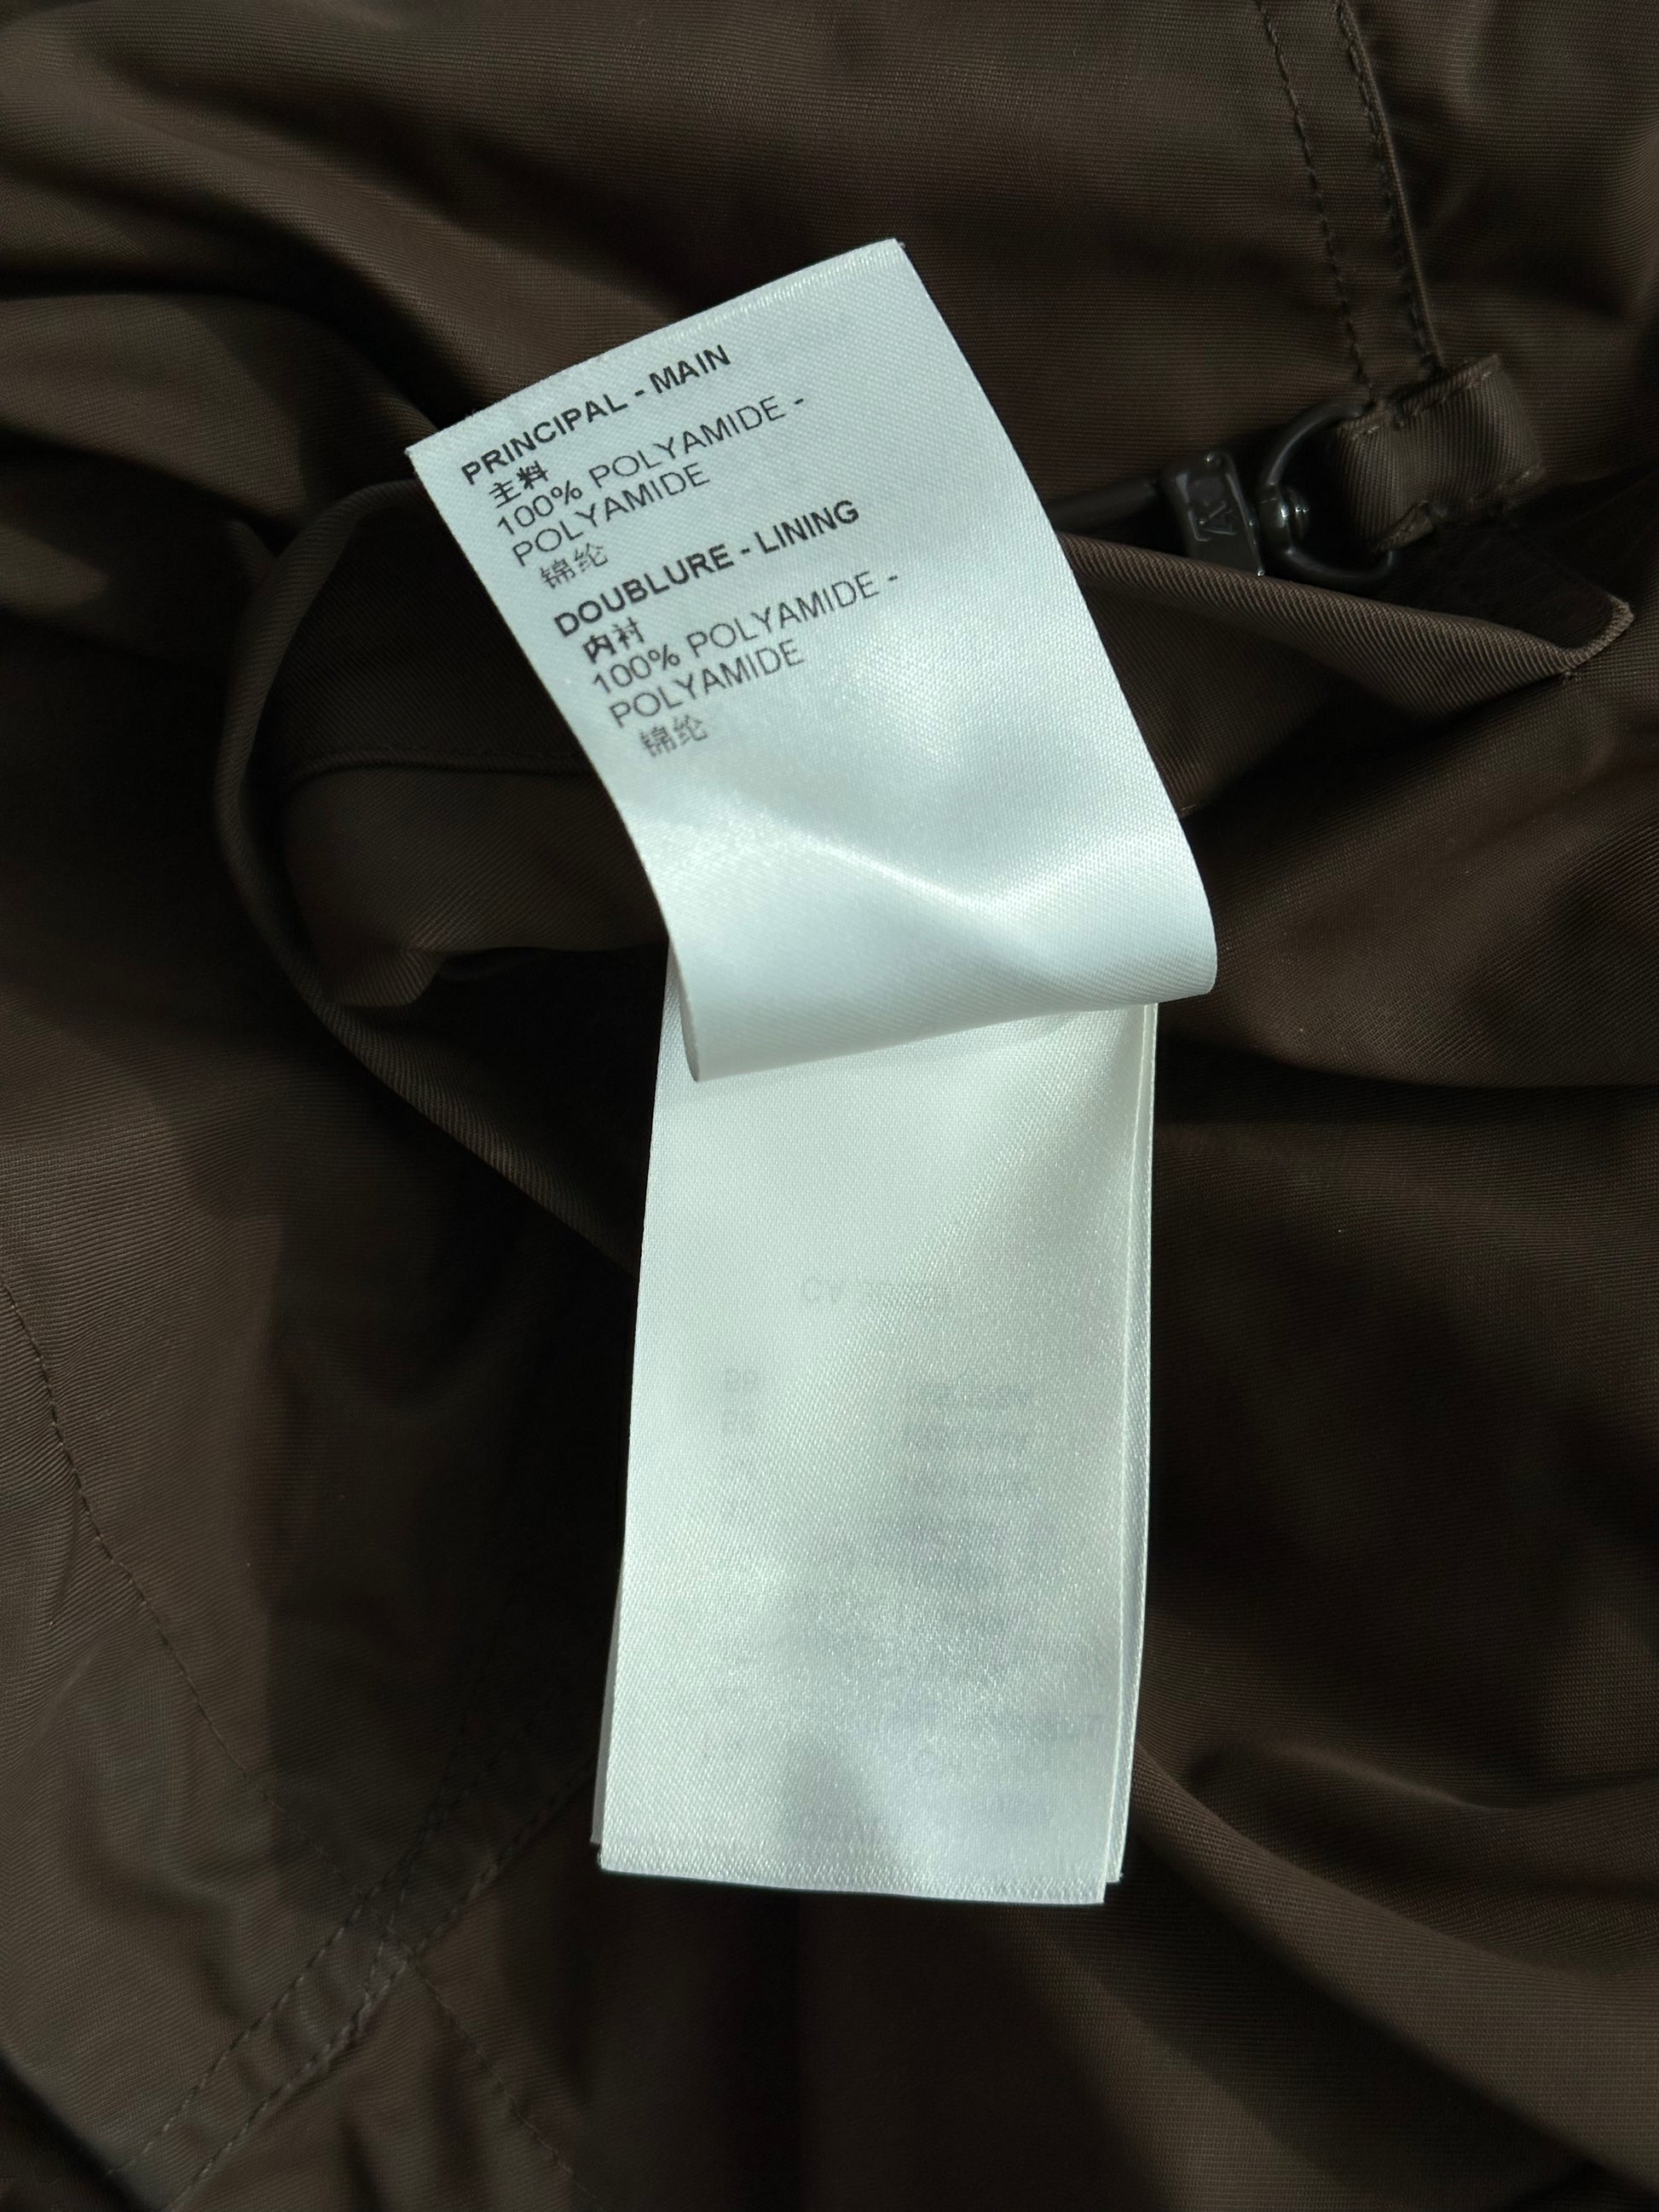 PRINCIPAL - MAIN
主料
100% POLYAMIDE -
POLYAMIDE
锦纶
DOUBLURE - LINING
内衬
100% POLYAMIDE -
POLYAMIDE
锦纶